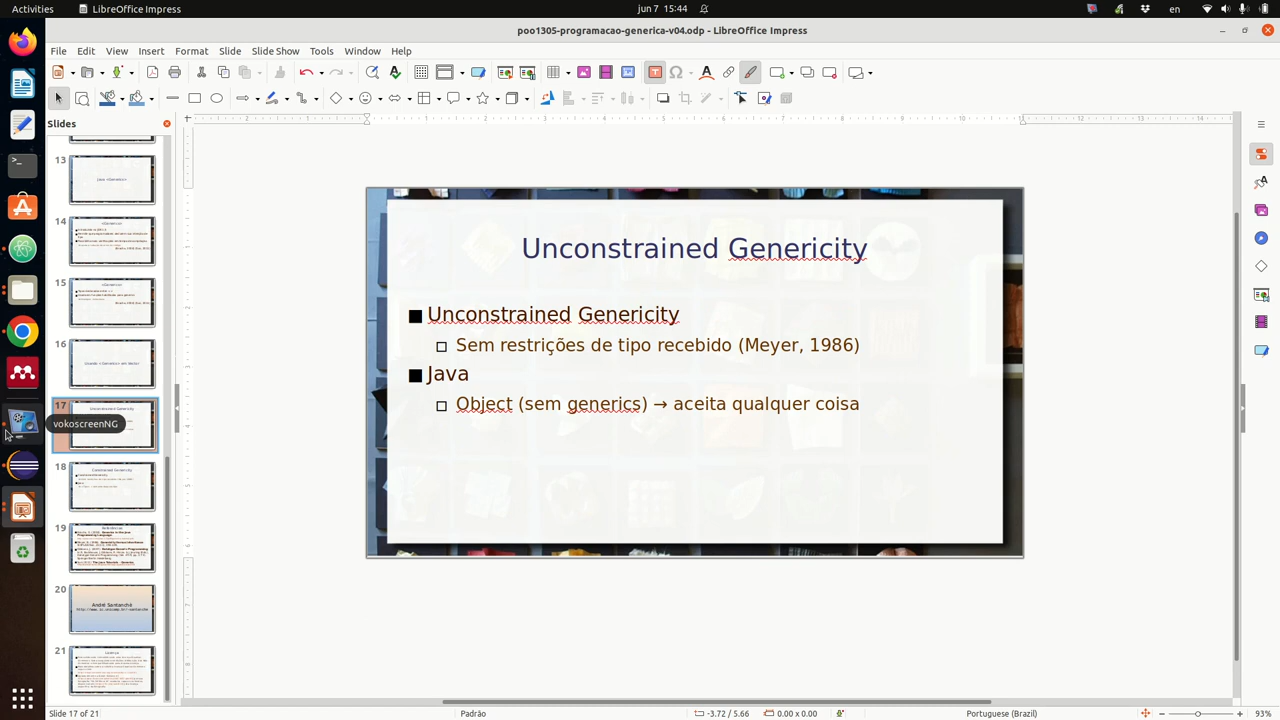 Activities
LibreOffice Impress
jun 7 15:44
en
poo1305-programacao-generica-v04.odp - LibreOffice Impress
File Edit View Insert Format Slide Slide Show Tools Window Help
Slides
13
14
15
16
17
18
19
20
21
vokoscreenNG
Unconstrained Genericity
Unconstrained Genericity
Sem restrições de tipo recebido (Meyer, 1986)
Java
Object (sem generics) → aceita qualquer coisa
Slide 17 of 21
Padrão
-3.72 / 5.66
0.00 x 0.00
Portuguese (Brazil)
93%